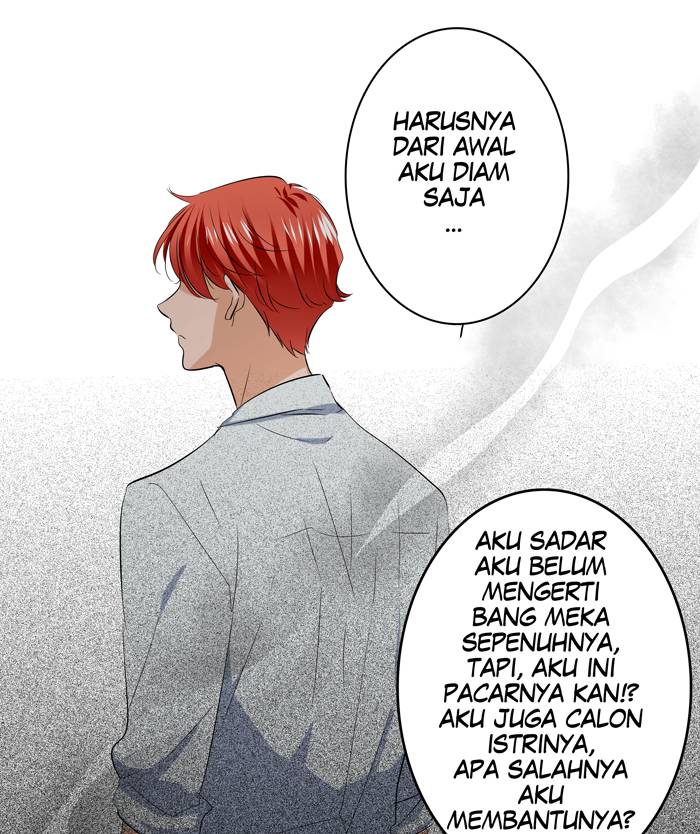 HARUSNYA
DARI AWAL
AKU DIAM
SAJA
...
AKU SADAR
AKU BELUM
MENGERTI
BANG MEKA
SEPENUHNYA,
TAPI, AKU INI
PACARNYA KAN!?
AKU JUGA CALON
ISTRINYA,
APA SALAHNYA
AKU
MEMBANTUNYA?